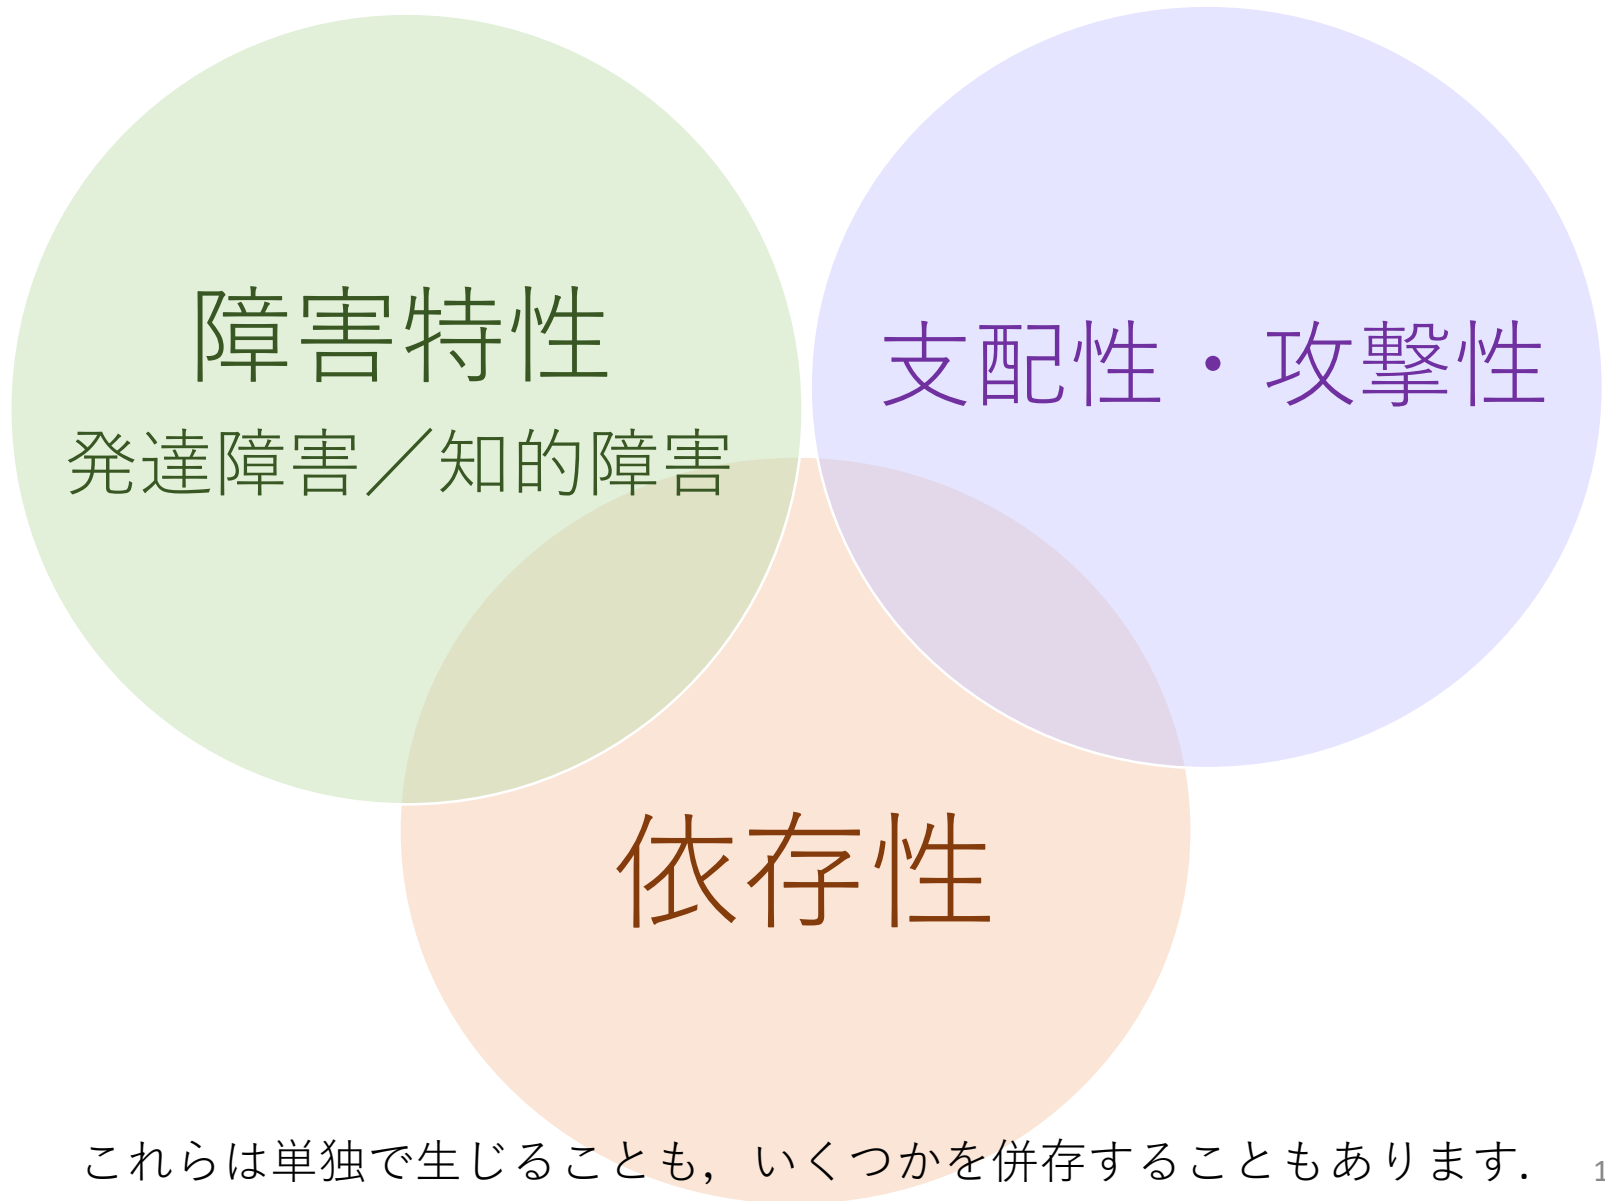 障害特性
発達障害／知的障害
支配性・攻撃性
依存性
これらは単独で生じることも，いくつかを併存することもあります．
1